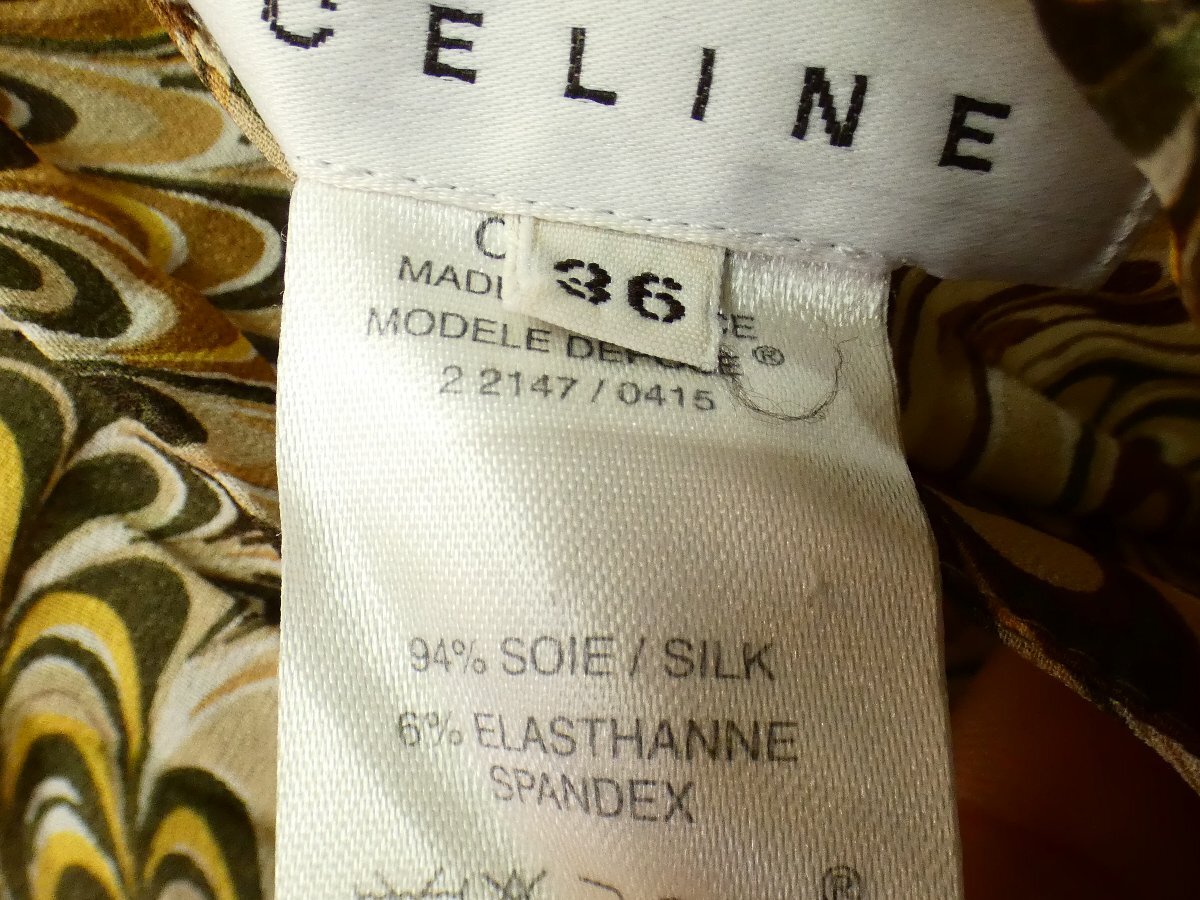 CELINE
36
MODELE
2 2147 / 0415
94% SOIE / SILK
6% ELASTHANNE
SPANDEX
®